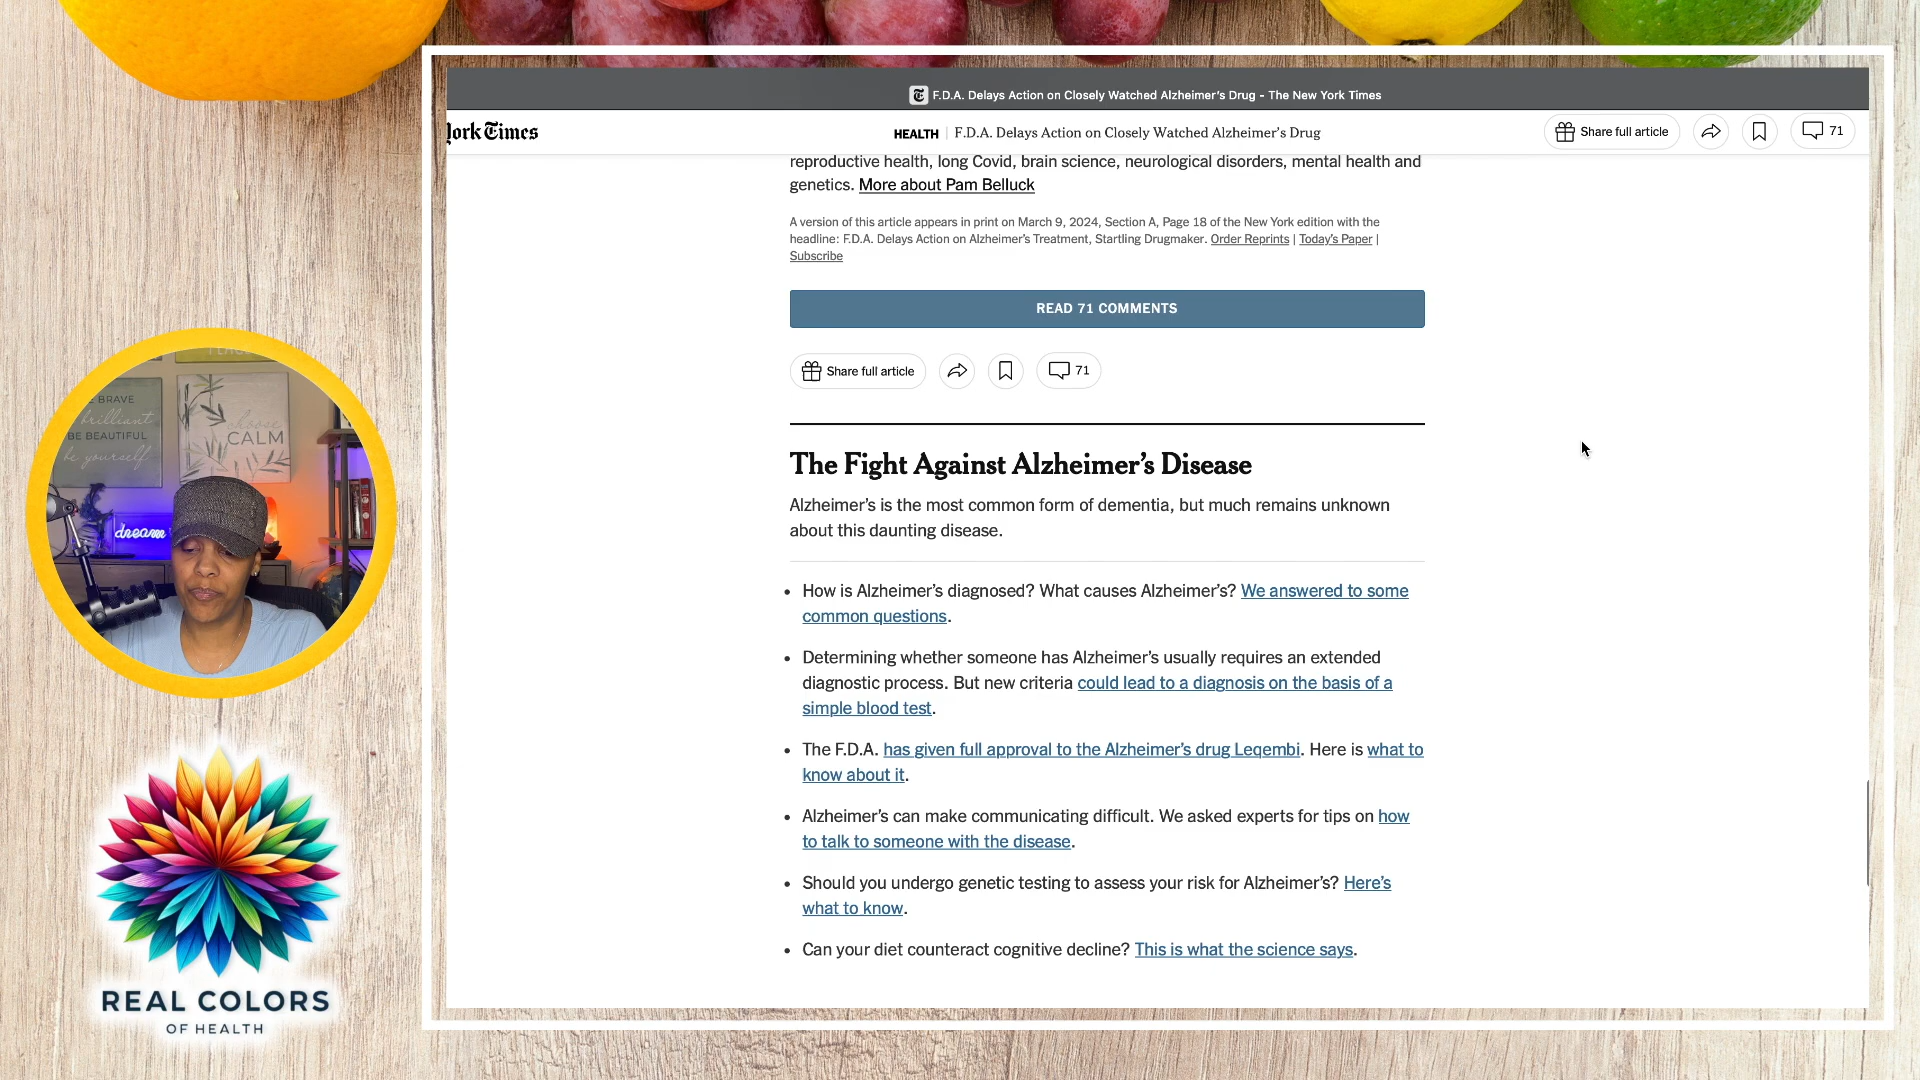 F.D.A. Delays Action on Closely Watched Alzheimer's Drug - The New York Times
York Times
HEALTH | F.D.A. Delays Action on Closely Watched Alzheimer's Drug
Share full article
71
reproductive health, long Covid, brain science, neurological disorders, mental health and
genetics. More about Pam Belluck
A version of this article appears in print on March 9, 2024, Section A, Page 18 of the New York edition with the
headline: F.D.A. Delays Action on Alzheimer's Treatment, Startling Drugmaker. Order Reprints | Today's Paper |
Subscribe
READ 71 COMMENTS
Share full article
71
The Fight Against Alzheimer's Disease
Alzheimer's is the most common form of dementia, but much remains unknown
about this daunting disease.
• How is Alzheimer's diagnosed? What causes Alzheimer's? We answered to some
common questions.
• Determining whether someone has Alzheimer's usually requires an extended
diagnostic process. But new criteria could lead to a diagnosis on the basis of a
simple blood test.
• The F.D.A. has given full approval to the Alzheimer's drug Leqembi. Here is what to
know about it.
• Alzheimer's can make communicating difficult. We asked experts for tips on how
to talk to someone with the disease.
• Should you undergo genetic testing to assess your risk for Alzheimer's? Here's
what to know.
• Can your diet counteract cognitive decline? This is what the science says.
BRAVE
brilliant
BE BEAUTIFUL
be yourself
choose
CALM
dream
REAL COLORS
OF HEALTH